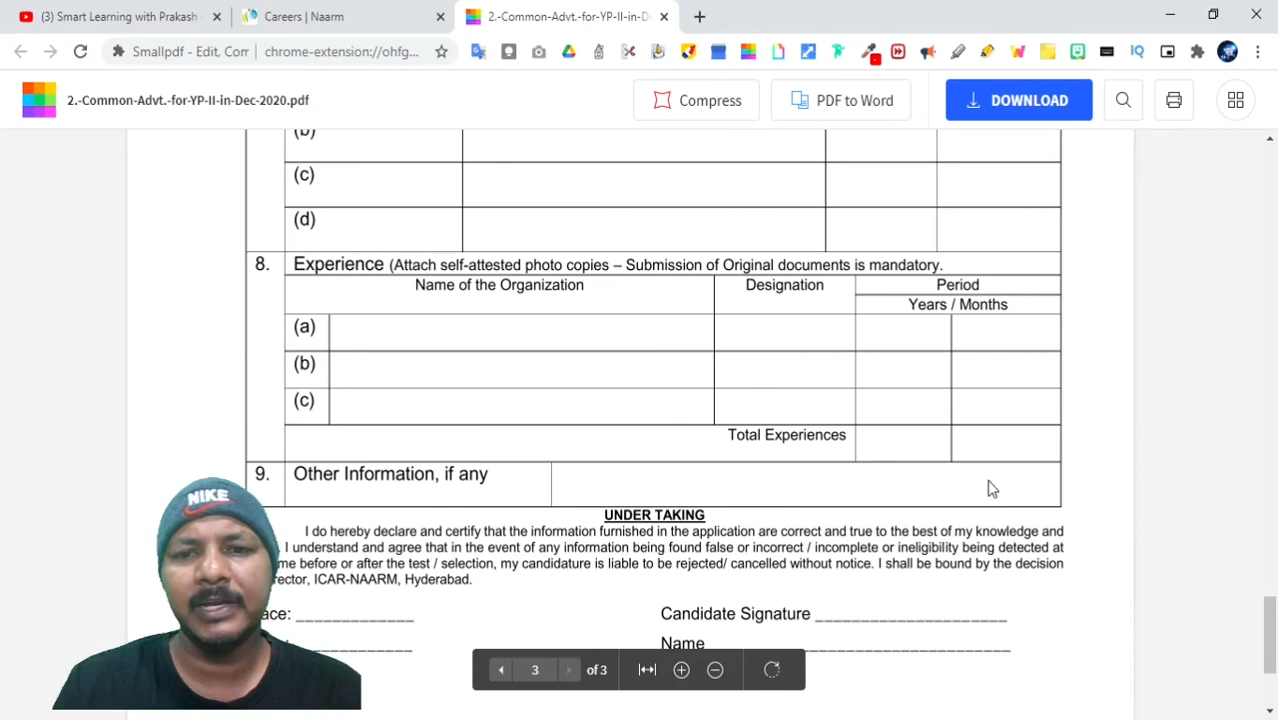 (3) Smart Learning with Prakash
Careers | Naarm
2.-Common-Advt.-for-YP-II-in-De
Smallpdf - Edit, Com
chrome-extension://ohfg...
2.-Common-Advt.-for-YP-II-in-Dec-2020.pdf
Compress
PDF to Word
DOWNLOAD
(b)
(c)
(d)
8. Experience (Attach self-attested photo copies – Submission of Original documents is mandatory.
Name of the Organization Designation Period
Years / Months
(a)
(b)
(c)
Total Experiences
9. Other Information, if any
UNDER TAKING
I do hereby declare and certify that the information furnished in the application are correct and true to the best of my knowledge and
I understand and agree that in the event of any information being found false or incorrect / incomplete or ineligibility being detected at
me before or after the test / selection, my candidature is liable to be rejected/ cancelled without notice. I shall be bound by the decision
rector, ICAR-NAARM, Hyderabad.
ace: _____________ Candidate Signature _____________________
Name
3 of 3
NIKE